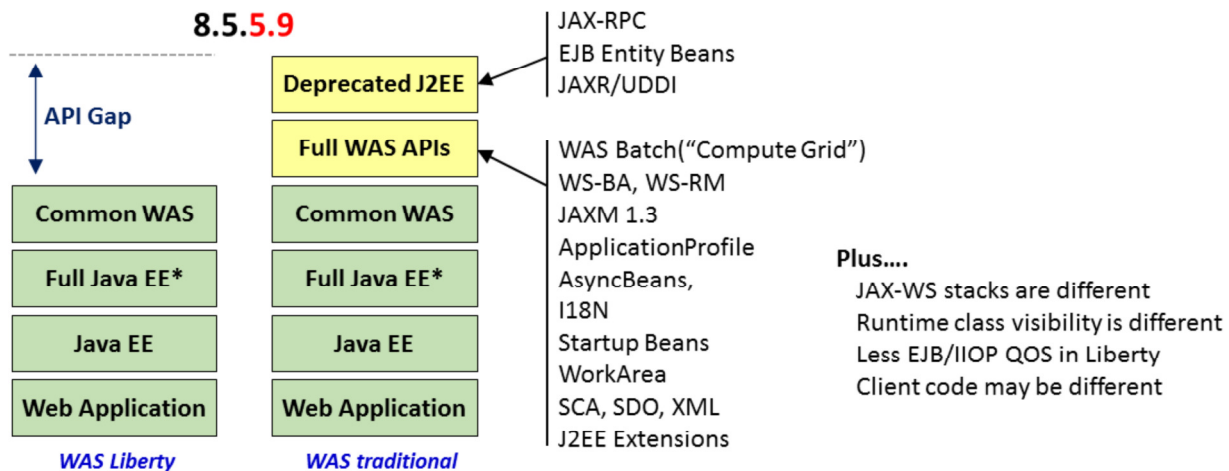 8.5.5.9
API Gap
Common WAS
Full Java EE*
Java EE
Web Application
WAS Liberty
Deprecated J2EE
Full WAS APIs
Common WAS
Full Java EE*
Java EE
Web Application
WAS traditional
JAX-RPC
EJB Entity Beans
JAXR/UDDI
WAS Batch(“Compute Grid”)
WS-BA, WS-RM
JAXM 1.3
ApplicationProfile
AsyncBeans,
I18N
Startup Beans
WorkArea
SCA, SDO, XML
J2EE Extensions
Plus....
JAX-WS stacks are different
Runtime class visibility is different
Less EJB/IIOP QOS in Liberty
Client code may be different